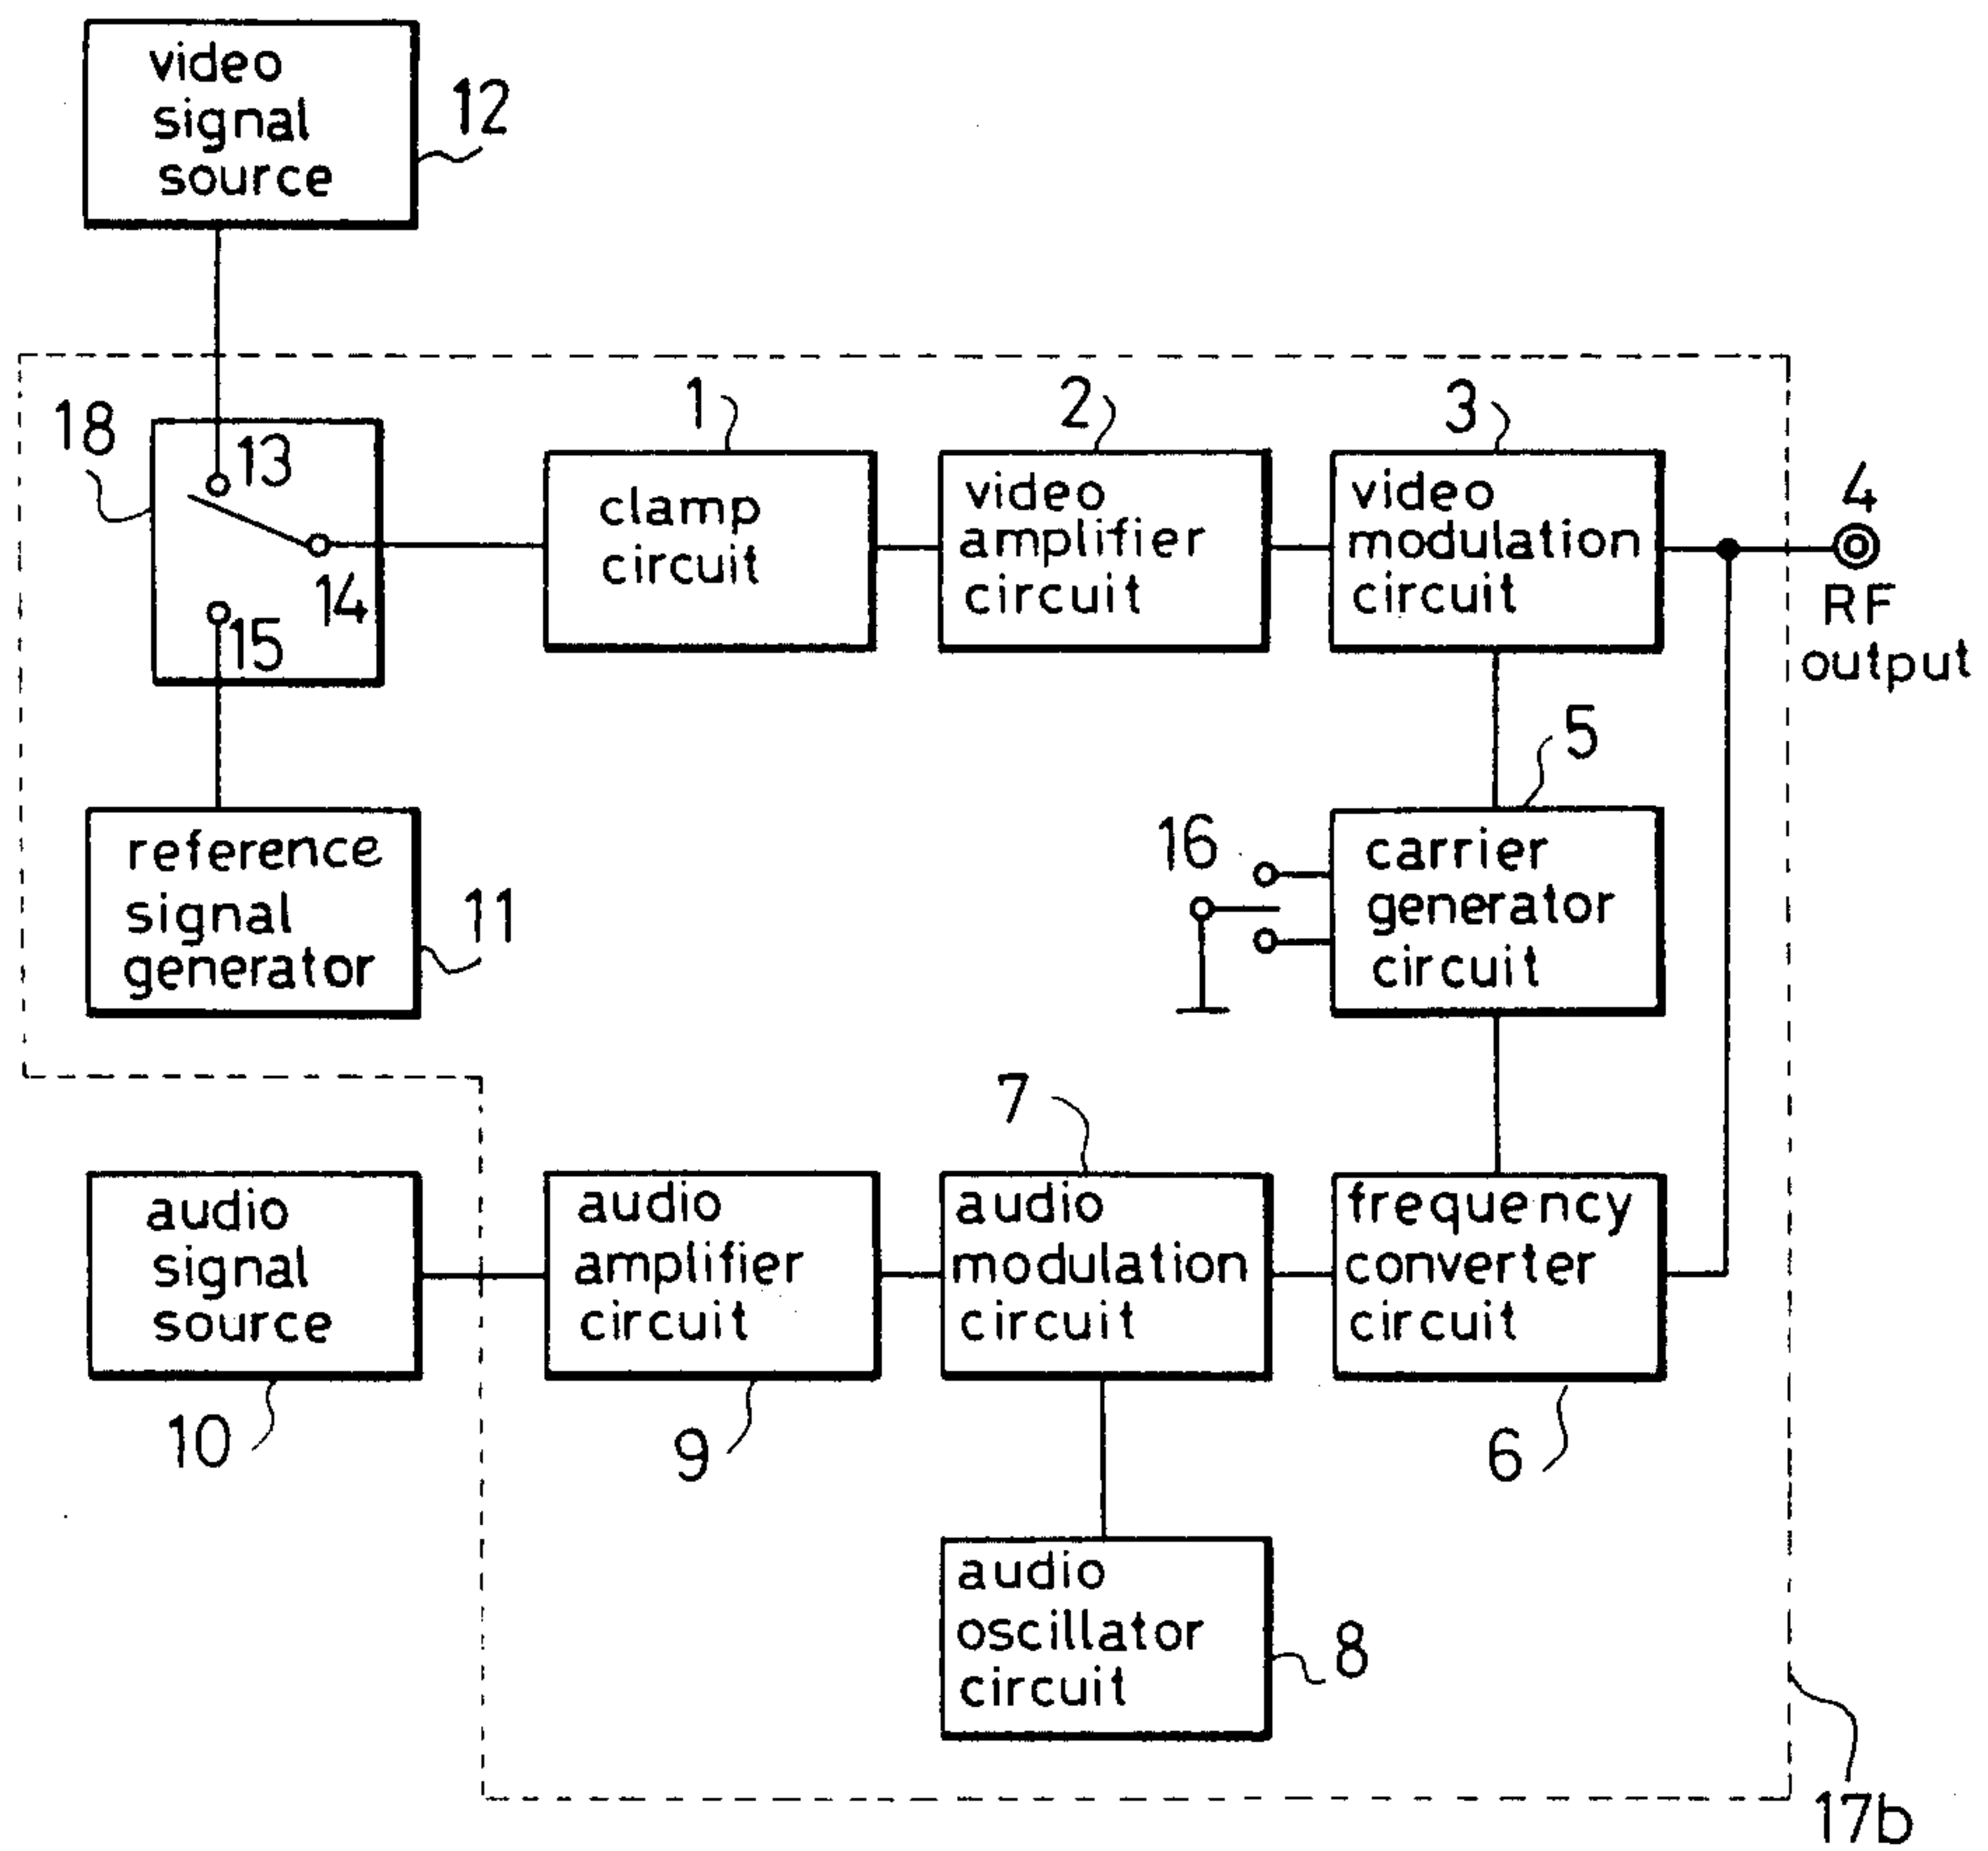 video
signal
source
12
18
13
14
15
1
clamp
circuit
2
video
amplifier
circuit
3
video
modulation
circuit
4
RF
output
5
16
carrier
generator
circuit
reference
signal
generator
11
audio
signal
source
10
audio
amplifier
circuit
9
7
audio
modulation
circuit
frequency
converter
circuit
6
audio
oscillator
circuit
8
17b